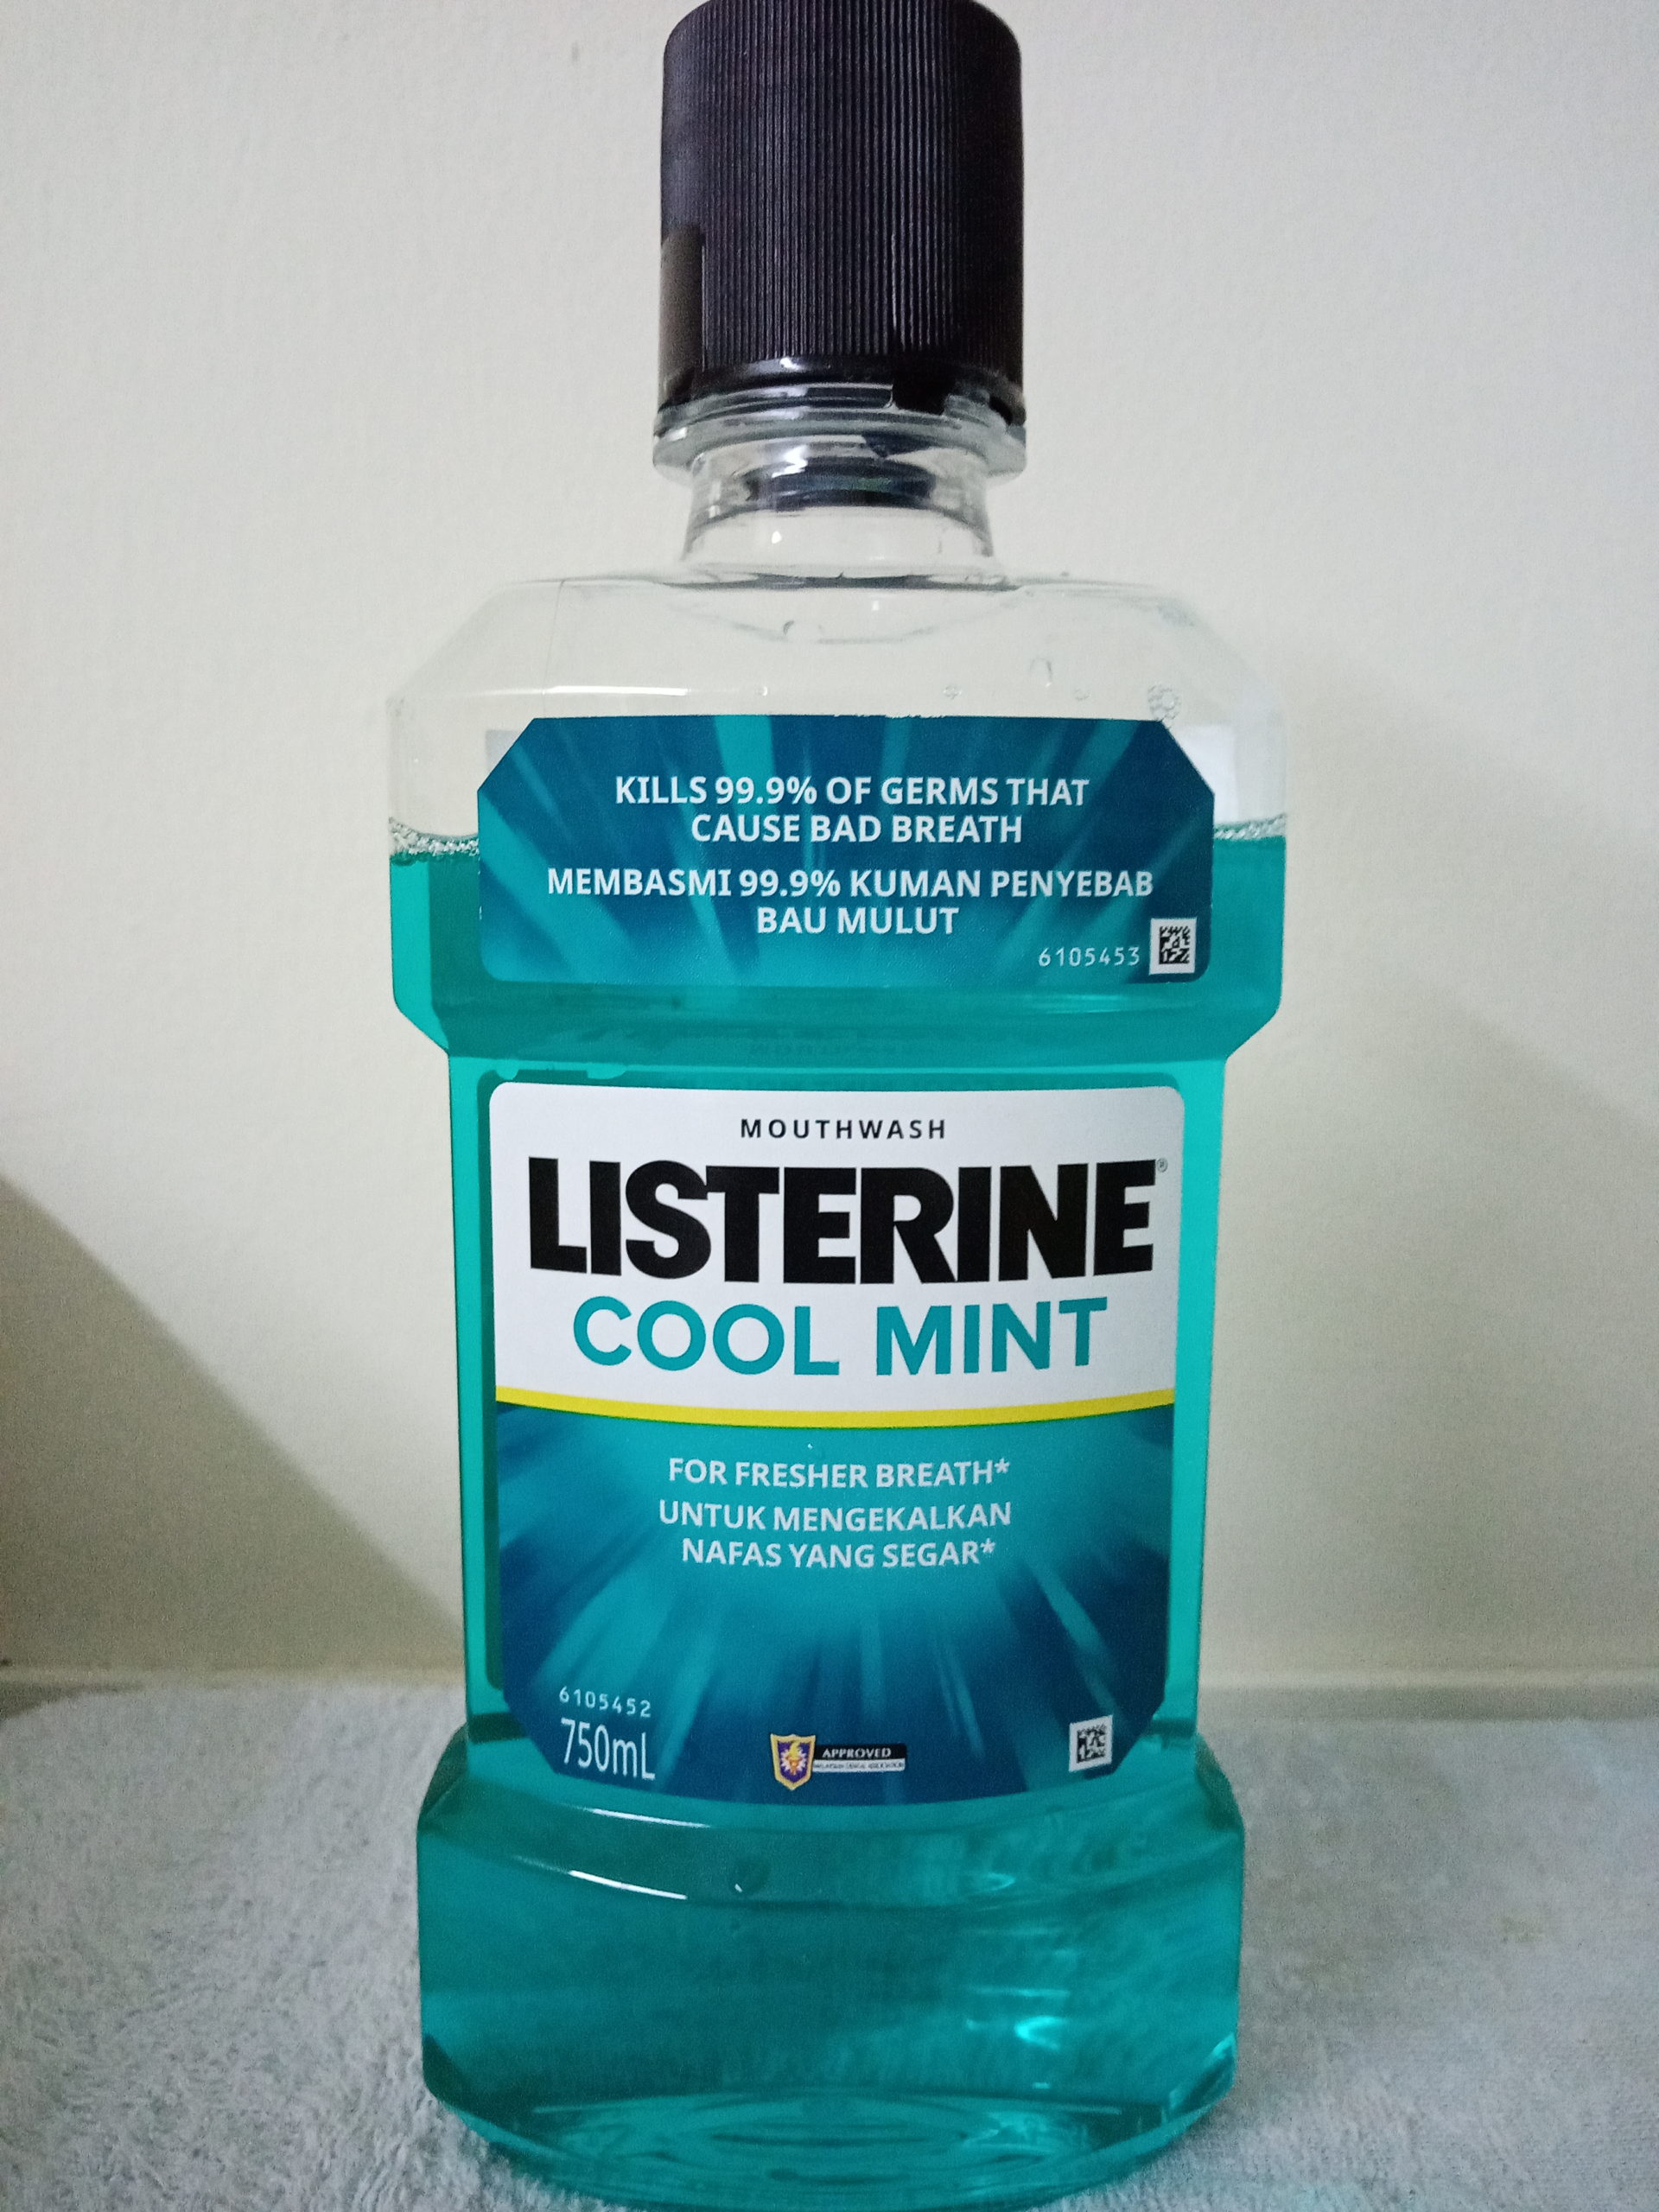 KILLS 99.9% OF GERMS THAT
CAUSE BAD BREATH
MEMBASMI 99.9% KUMAN PENYEBAB
BAU MULUT
6105453
MOUTHWASH
LISTERINE®
COOL MINT
FOR FRESHER BREATH*
UNTUK MENGEKALKAN
NAFAS YANG SEGAR*
6105452
750mL
APPROVED